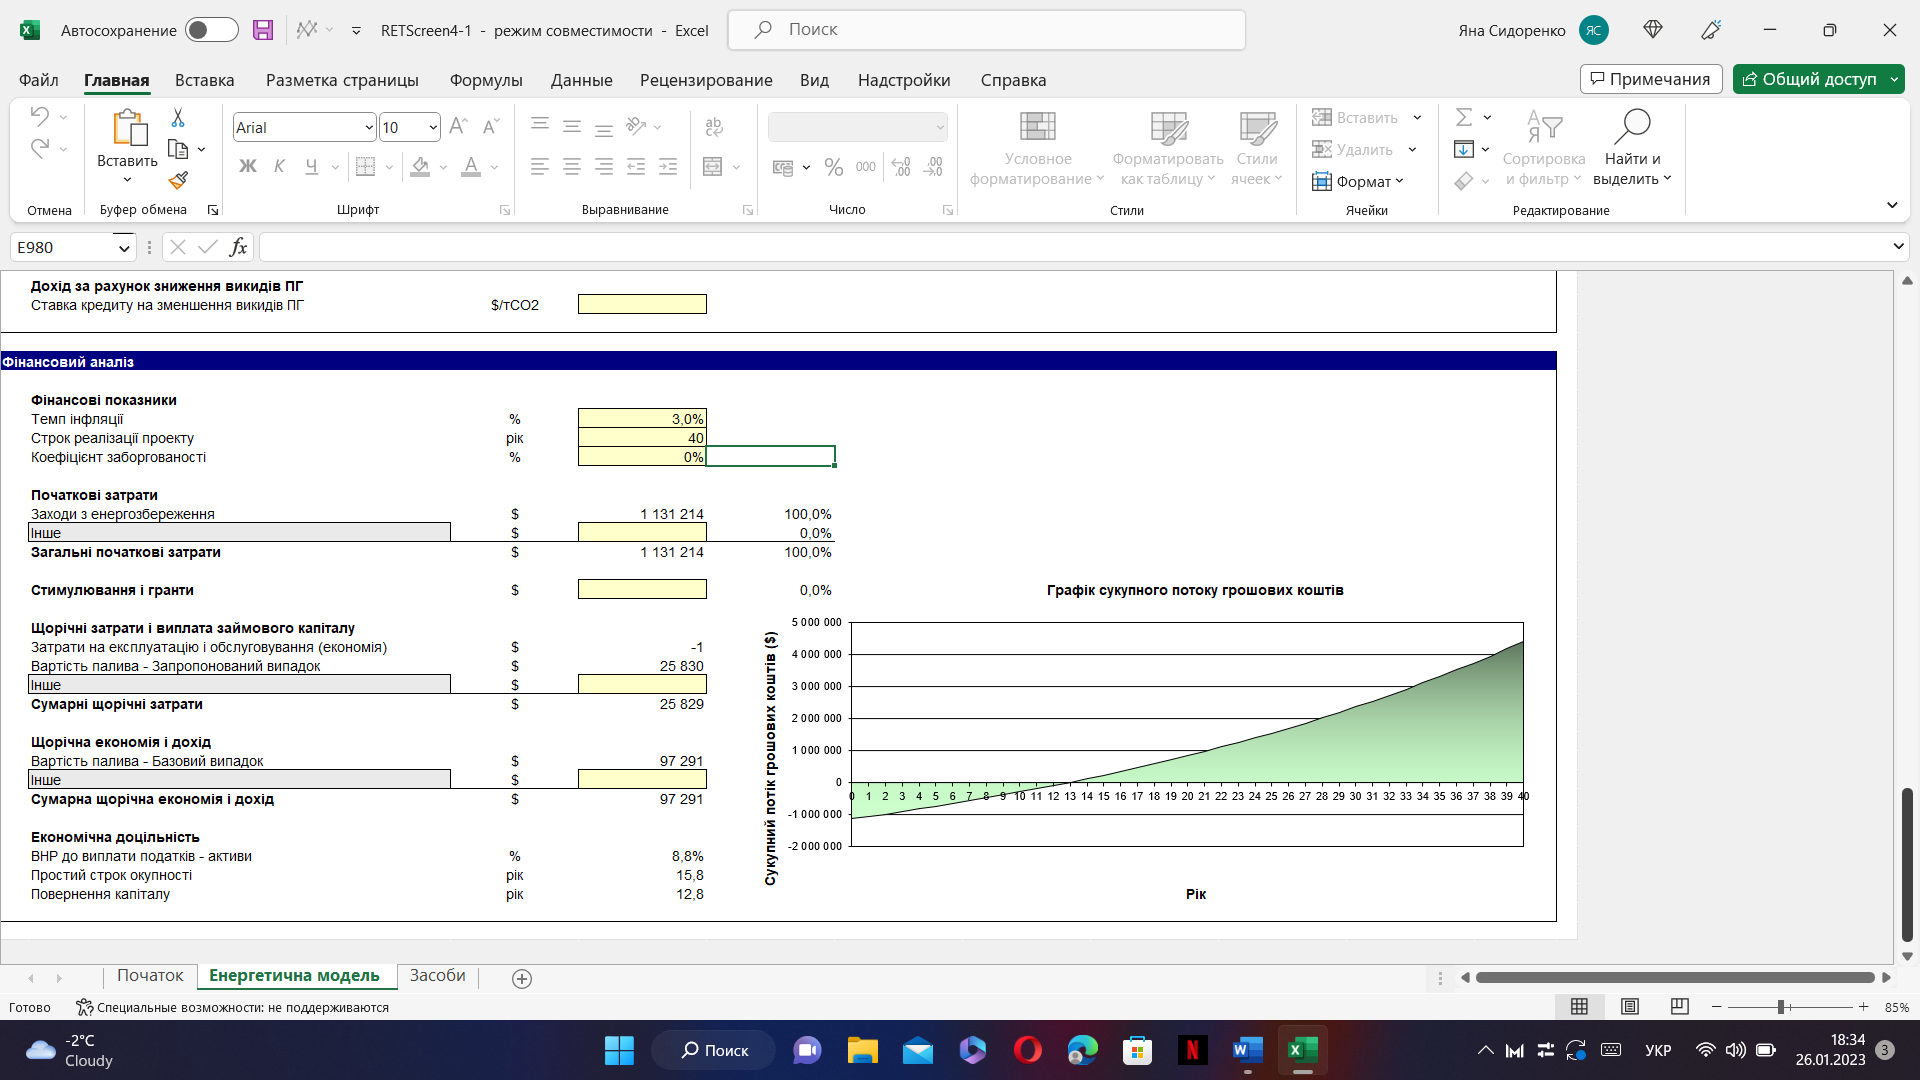 Автосохранение
RETScreen4-1 - режим совместимости - Excel
Поиск
Яна Сидоренко
ЯС
Файл Главная Вставка Разметка страницы Формулы Данные Рецензирование Вид Надстройки Справка
Примечания
Общий доступ
Вставить
Отмена
Буфер обмена
Arial
10
Ж К Ч
Шрифт
Выравнивание
% 000
Число
Условное форматирование
Форматировать как таблицу
Стили ячеек
Стили
Вставить
Удалить
Формат
Ячейки
Сортировка и фильтр
Найти и выделить
Редактирование
E980
fx
Дохід за рахунок зниження викидів ПГ
Ставка кредиту на зменшення викидів ПГ $/тCO2
Фінансовий аналіз
Фінансові показники
Темп інфляції % 3,0%
Строк реалізації проекту рік 40
Коефіцієнт заборгованості % 0%
Початкові затрати
Заходи з енергозбереження $ 1 131 214 100,0%
Інше $ 0,0%
Загальні початкові затрати $ 1 131 214 100,0%
Стимулювання і гранти $ 0,0%
Щорічні затрати і виплата займового капіталу
Затрати на експлуатацію і обслуговування (економія) $ -1
Вартість палива - Запропонований випадок $ 25 830
Інше $
Сумарні щорічні затрати $ 25 829
Щорічна економія і дохід
Вартість палива - Базовий випадок $ 97 291
Інше $
Сумарна щорічна економія і дохід $ 97 291
Економічна доцільність
ВНР до виплати податків - активи % 8,8%
Простий строк окупності рік 15,8
Повернення капіталу рік 12,8
Графік сукупного потоку грошових коштів
Сукупний потік грошових коштів ($)
5 000 000
4 000 000
3 000 000
2 000 000
1 000 000
0
-1 000 000
-2 000 000
0 1 2 3 4 5 6 7 8 9 10 11 12 13 14 15 16 17 18 19 20 21 22 23 24 25 26 27 28 29 30 31 32 33 34 35 36 37 38 39 40
Рік
Початок Енергетична модель Засоби
Готово
Специальные возможности: не поддерживаются
85%
-2°C
Cloudy
Поиск
УКР
18:34
26.01.2023
3